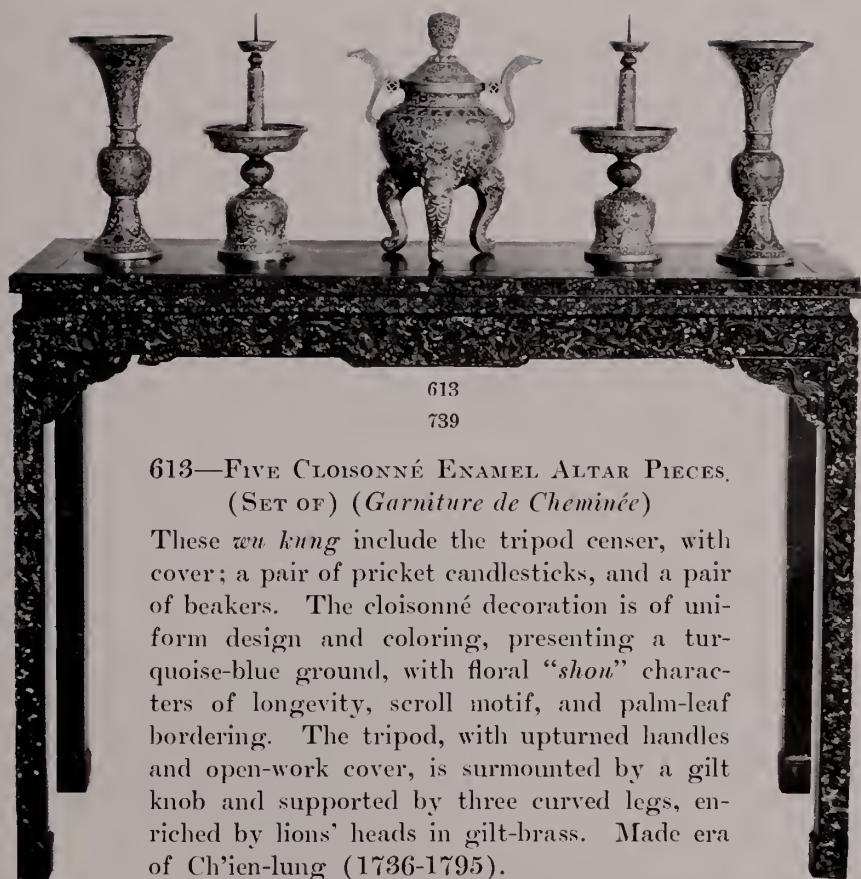 613
739
613—FIVE CLOISONNÉ ENAMEL ALTAR PIECES.
(SET OF) (Garniture de Cheminée)
These wu kung include the tripod censer, with
cover; a pair of pricket candlesticks, and a pair
of beakers. The cloisonné decoration is of uni-
form design and coloring, presenting a tur-
quoise-blue ground, with floral “shou” charac-
ters of longevity, scroll motif, and palm-leaf
bordering. The tripod, with upturned handles
and open-work cover, is surmounted by a gilt
knob and supported by three curved legs, en-
riched by lions’ heads in gilt-brass. Made era
of Ch’ien-lung (1736-1795).